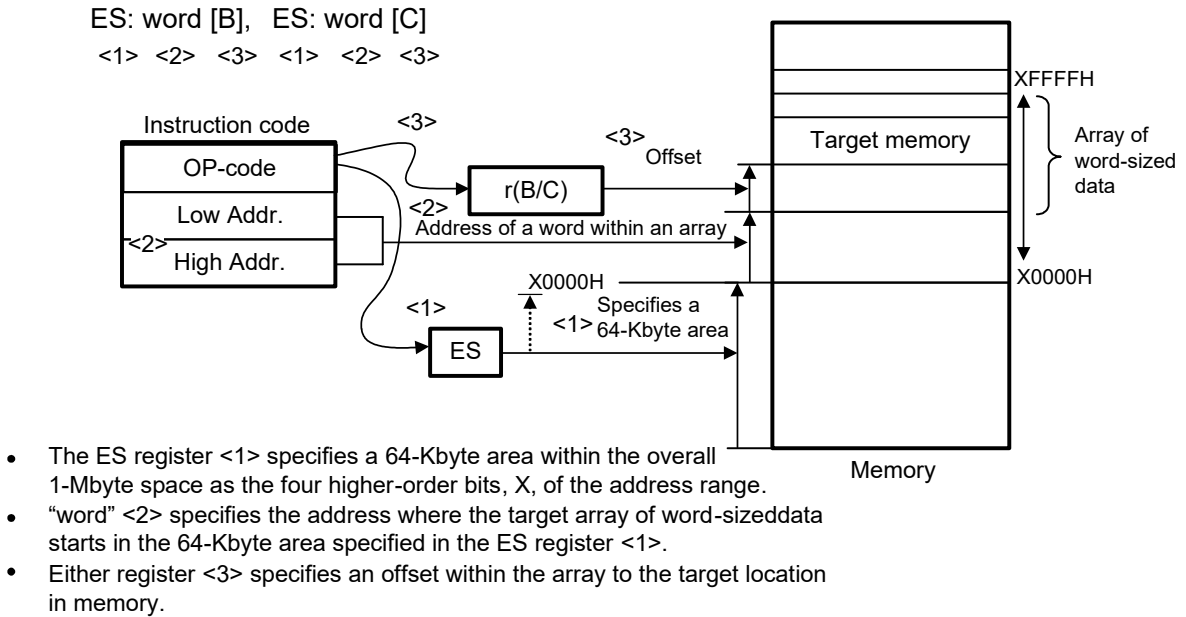 ES: word [B], ES: word [C]
<1> <2> <3> <1> <2> <3>
XFFFFH
Instruction code
<3>
<3>
Offset
Target memory
Array of
word-sized
data
OP-code
r(B/C)
<2>
Low Addr.
Address of a word within an array
<2>
High Addr.
X0000H
X0000H
<1>
<1>
Specifies a
64-Kbyte area
ES
Memory
• The ES register <1> specifies a 64-Kbyte area within the overall
1-Mbyte space as the four higher-order bits, X, of the address range.
• “word” <2> specifies the address where the target array of word-sizeddata
starts in the 64-Kbyte area specified in the ES register <1>.
• Either register <3> specifies an offset within the array to the target location
in memory.